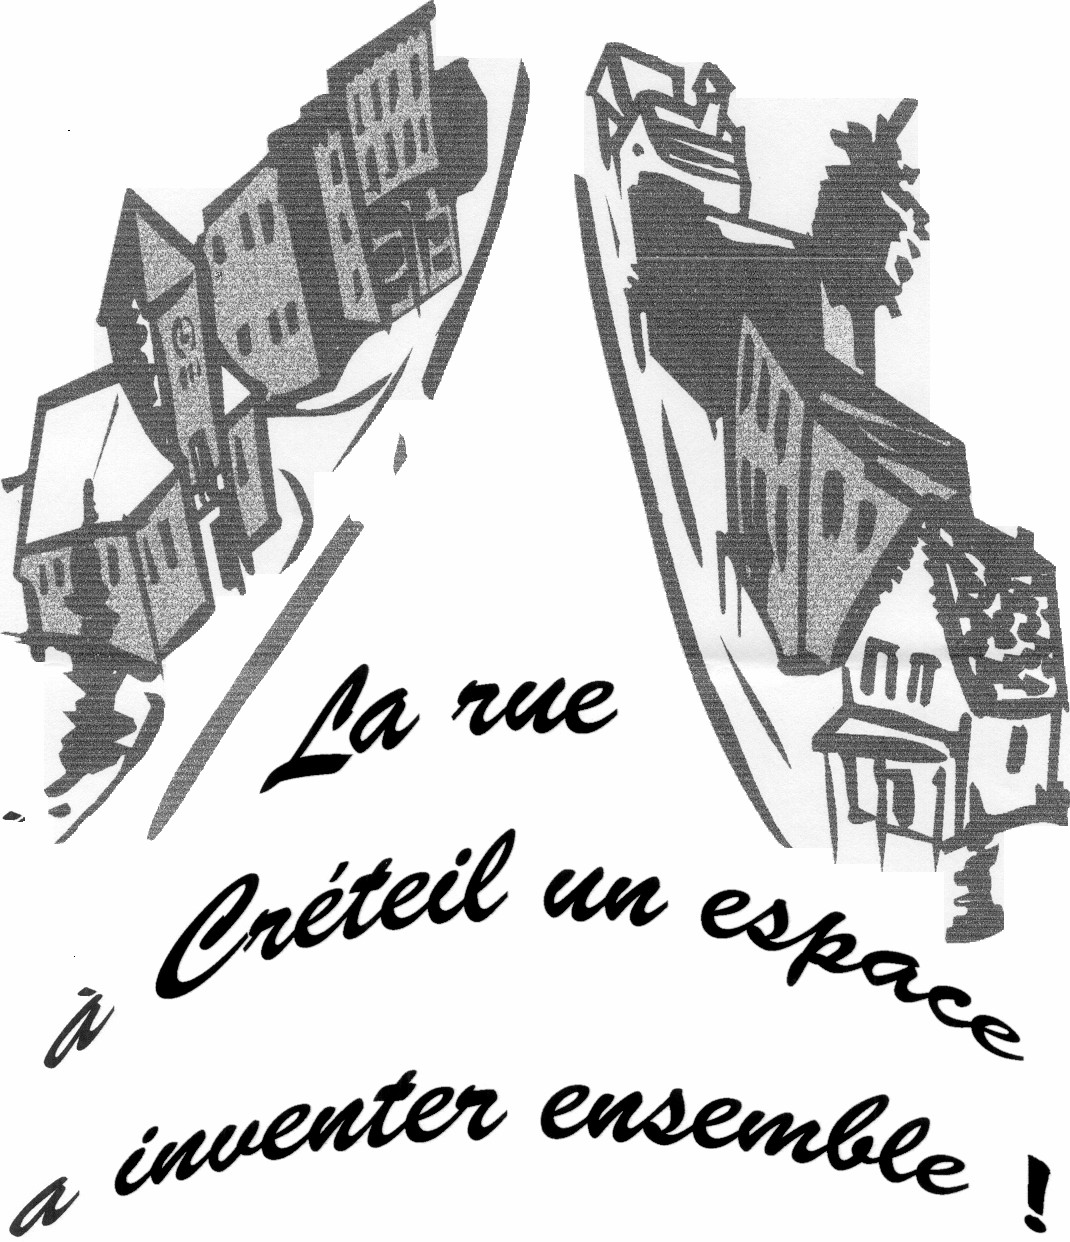 La rue
à Créteil un espace
a inventer ensemble !